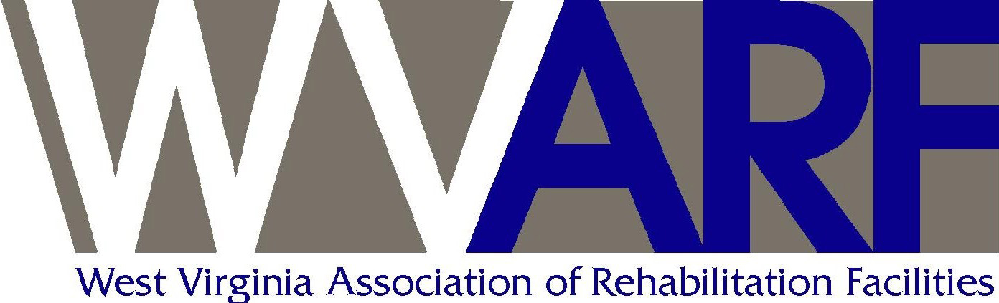 WVARF
West Virginia Association of Rehabilitation Facilities